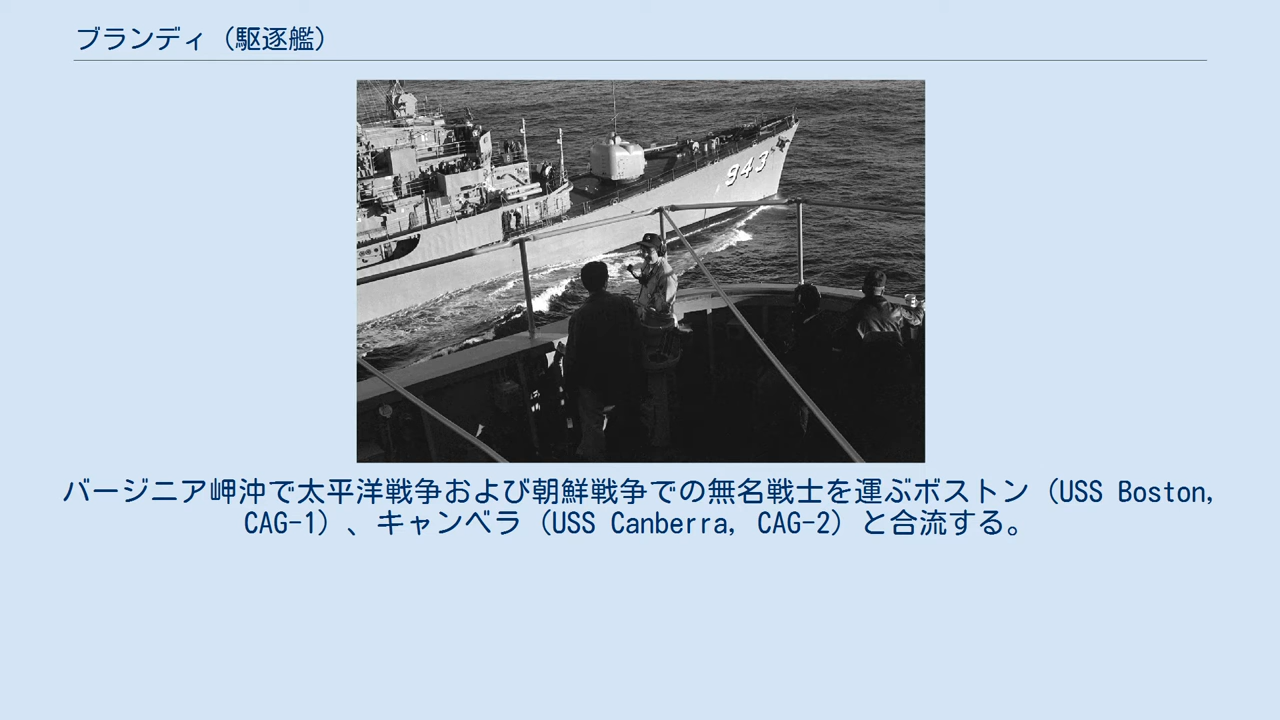 ブランディ（駆逐艦）
943
バージニア岬沖で太平洋戦争および朝鮮戦争での無名戦士を運ぶボストン（USS Boston,
CAG-1）、キャンベラ（USS Canberra, CAG-2）と合流する。